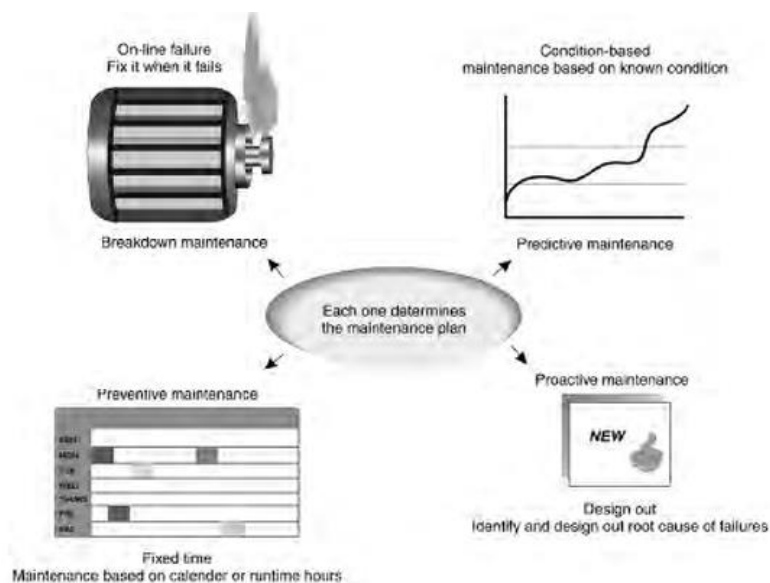 On-line failure
Fix it when it fails
Condition-based
maintenance based on known condition
Breakdown maintenance
Predictive maintenance
Each one determines
the maintenance plan
Preventive maintenance
MON
TUE
WED
THURS
FRI
SAT
Fixed time
Maintenance based on calender or runtime hours
Proactive maintenance
NEW
Design out
Identify and design out root cause of failures